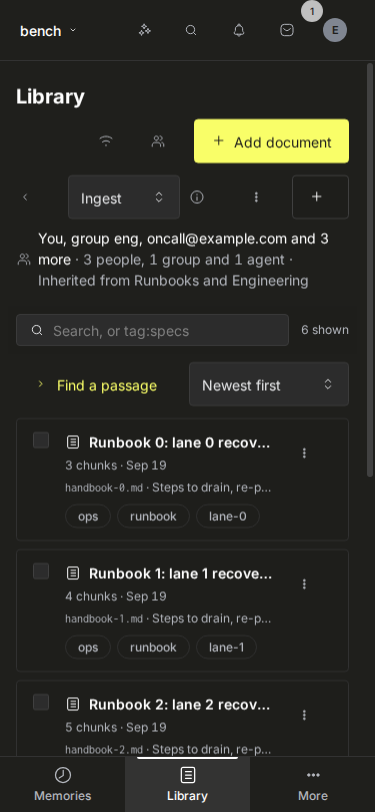 1
bench
E
Library
Add document
Ingest
You, group eng, oncall@example.com and 3
more · 3 people, 1 group and 1 agent ·
Inherited from Runbooks and Engineering
Search, or tag:specs
6 shown
Find a passage
Newest first
Runbook 0: lane 0 recov...
3 chunks · Sep 19
handbook-0.md · Steps to drain, re-p...
ops runbook lane-0
Runbook 1: lane 1 recove...
4 chunks · Sep 19
handbook-1.md · Steps to drain, re-p...
ops runbook lane-1
Runbook 2: lane 2 recov...
5 chunks · Sep 19
handbook-2.md · Steps to drain, re-p...
Memories
Library
More